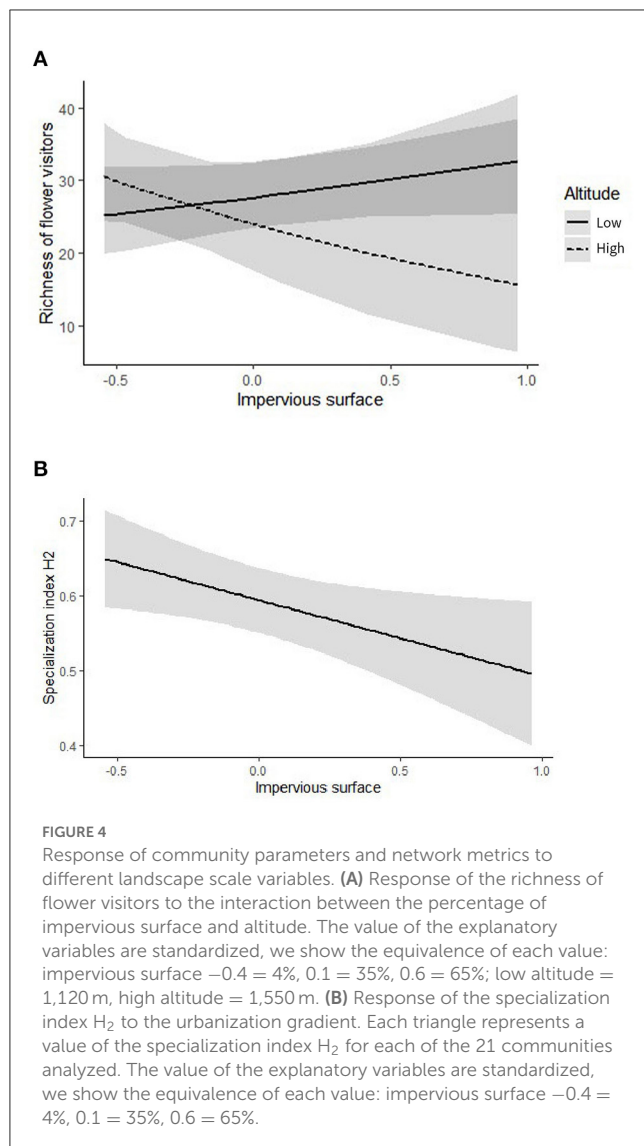 A
Richness of flower visitors
40
30
20
10
-0.5 0.0 0.5 1.0
Impervious surface
Altitude
Low
High
B
Specialization index H2
0.7
0.6
0.5
0.4
-0.5 0.0 0.5 1.0
Impervious surface
FIGURE 4
Response of community parameters and network metrics to
different landscape scale variables. (A) Response of the richness of
flower visitors to the interaction between the percentage of
impervious surface and altitude. The value of the explanatory
variables are standardized, we show the equivalence of each value:
impervious surface −0.4 = 4%, 0.1 = 35%, 0.6 = 65%; low altitude =
1,120 m, high altitude = 1,550 m. (B) Response of the specialization
index H₂ to the urbanization gradient. Each triangle represents a
value of the specialization index H₂ for each of the 21 communities
analyzed. The value of the explanatory variables are standardized,
we show the equivalence of each value: impervious surface −0.4 =
4%, 0.1 = 35%, 0.6 = 65%.